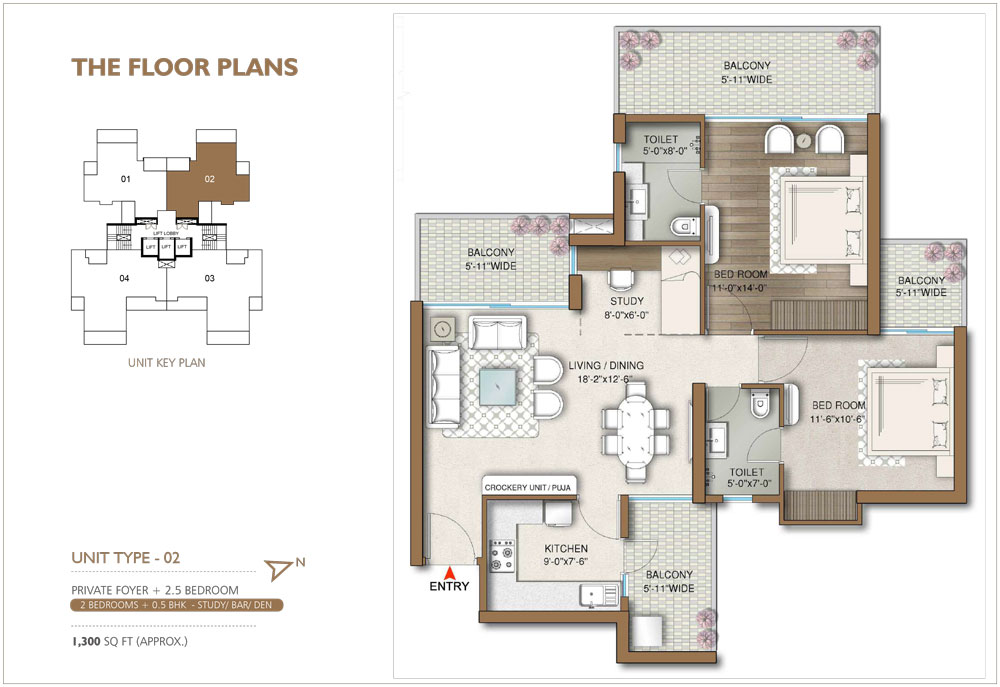 THE FLOOR PLANS
01
02
LIFT LOBBY
LIFT
LIFT
LIFT
04
03
UNIT KEY PLAN
UNIT TYPE - 02
N
PRIVATE FOYER + 2.5 BEDROOM
2 BEDROOMS + 0.5 BHK - STUDY/ BAR/ DEN
1,300 SQ FT (APPROX.)
BALCONY
5'-11"WIDE
TOILET
5'-0"x8'-0"
BALCONY
5'-11"WIDE
BED ROOM
11'-0"x14'-0"
BALCONY
5'-11"WIDE
STUDY
8'-0"x6'-0"
LIVING / DINING
18'-2"x12'-6"
BED ROOM
11'-6"x10'-6"
TOILET
5'-0"x7'-0"
CROCKERY UNIT / PUJA
KITCHEN
9'-0"x7'-6"
BALCONY
5'-11"WIDE
ENTRY